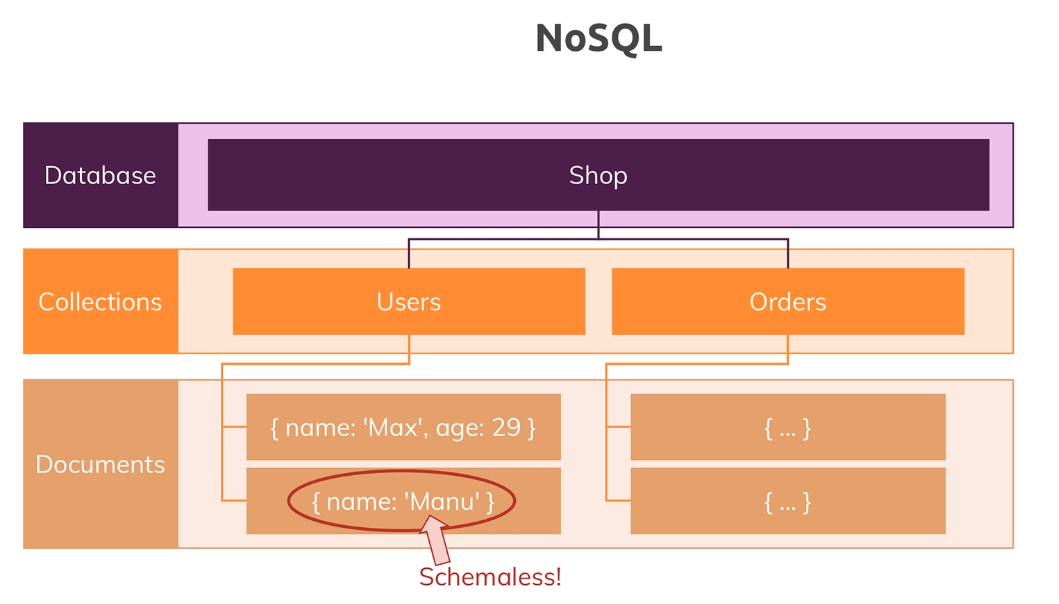 NoSQL
Database
Shop
Collections
Users
Orders
Documents
{ name: 'Max', age: 29 }
{ ... }
{ name: 'Manu' }
{ ... }
Schemaless!